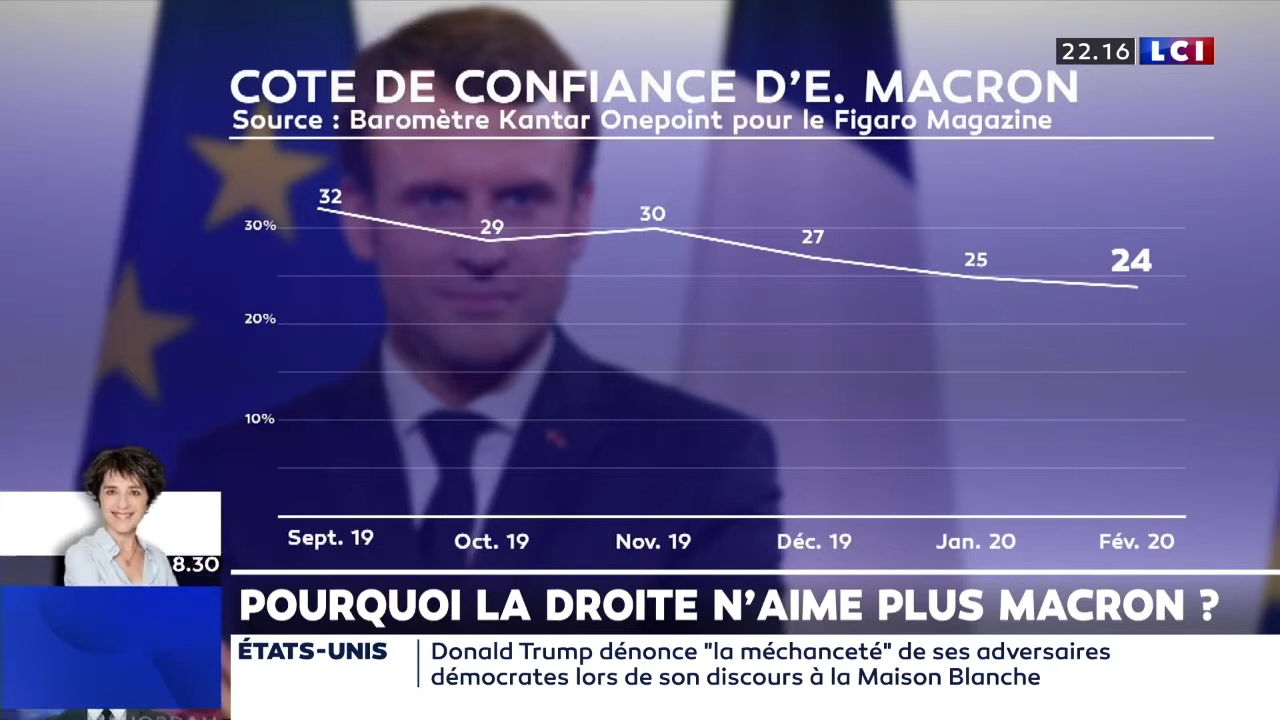 22.16 LCI
COTE DE CONFIANCE D'E. MACRON
Source : Baromètre Kantar Onepoint pour le Figaro Magazine
32
29
30
27
25
24
30%
20%
10%
Sept. 19 Oct. 19 Nov. 19 Déc. 19 Jan. 20 Fév. 20
8.30
POURQUOI LA DROITE N'AIME PLUS MACRON ?
ÉTATS-UNIS
Donald Trump dénonce "la méchanceté" de ses adversaires
démocrates lors de son discours à la Maison Blanche